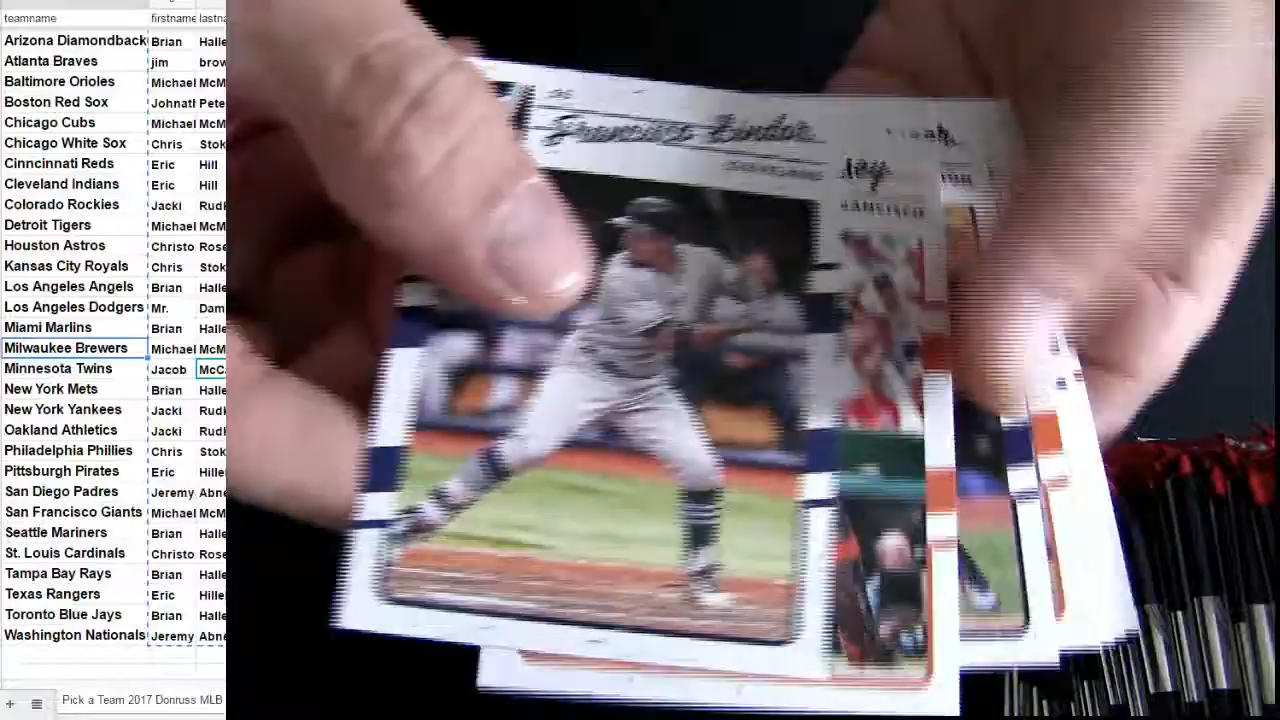 teamname firstname lastna
Arizona Diamondback Brian Halle
Atlanta Braves jim brow
Baltimore Orioles Michael McM
Boston Red Sox Johnatl Pete
Chicago Cubs Michael McM
Chicago White Sox Chris Stok
Cinncinati Reds Eric Hill
Cleveland Indians Eric Hill
Colorado Rockies Jacki Rudl
Detroit Tigers Michael McM
Houston Astros Christo Rose
Kansas City Royals Chris Stok
Los Angeles Angels Brian Halle
Los Angeles Dodgers Mr. Dam
Miami Marlins Brian Halle
Milwaukee Brewers Michael McM
Minnesota Twins Jacob McC
New York Mets Brian Halle
New York Yankees Jacki Rudl
Oakland Athletics Jacki Rudl
Philadelphia Phillies Chris Stok
Pittsburgh Pirates Eric Hille
San Diego Padres Jeremy Abne
San Francisco Giants Michael McM
Seattle Mariners Brian Halle
St. Louis Cardinals Christo Rose
Tampa Bay Rays Brian Halle
Texas Rangers Eric Hille
Toronto Blue Jays Brian Halle
Washington Nationals Jeremy Abne
Pick a Team 2017 Donruss MLB
Francisco Lindor